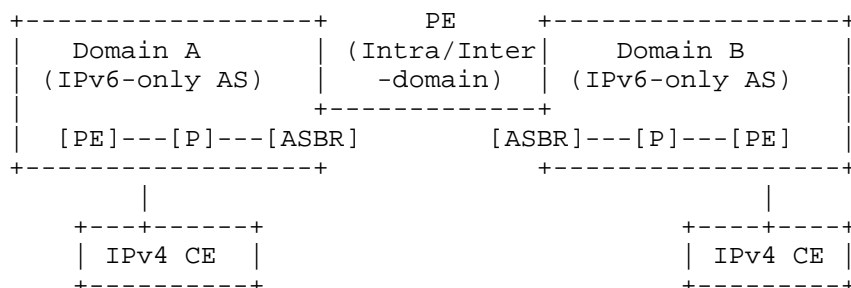 +-------------------+      PE      +-------------------+
|   Domain A        | (Intra/Inter|    Domain B        |
| (IPv6-only AS)    |   -domain)  | (IPv6-only AS)     |
|                   +-------------+                    |
|  [PE]---[P]---[ASBR]        [ASBR]---[P]---[PE]  |
+-------------------+              +-------------------+
|                                       |
+---+------+                           +----+----+
| IPv4 CE  |                           | IPv4 CE |
+----------+                           +---------+